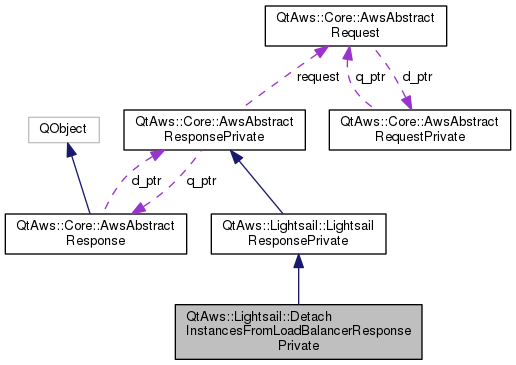 QtAws::Core::AwsAbstract
Request
request
q_ptr
d_ptr
QtAws::Core::AwsAbstract
ResponsePrivate
QtAws::Core::AwsAbstract
RequestPrivate
QObject
d_ptr
q_ptr
QtAws::Core::AwsAbstract
Response
QtAws::Lightsail::Lightsail
ResponsePrivate
QtAws::Lightsail::Detach
InstancesFromLoadBalancerResponse
Private